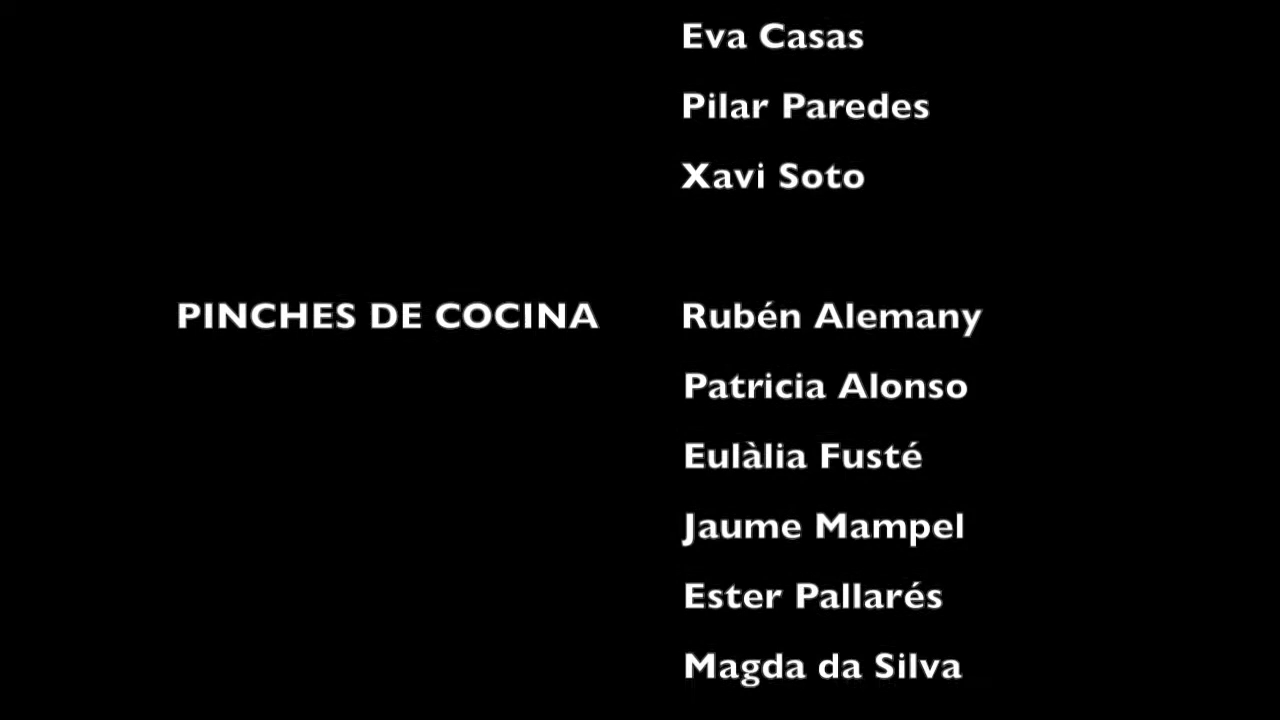 Eva Casas
Pilar Paredes
Xavi Soto
PINCHES DE COCINA Rubén Alemany
Patricia Alonso
Eulàlia Fusté
Jaume Mampel
Ester Pallarés
Magda da Silva